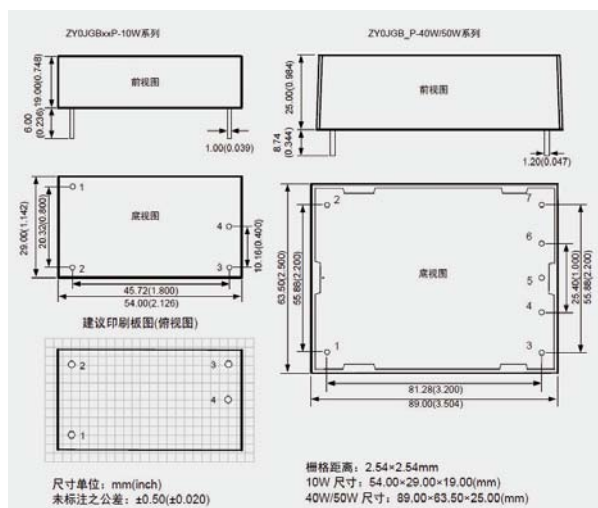 ZY0JGBxxP-10W系列
ZY0JGB_P-40W/50W系列
前视图
19.00(0.748)
6.00
(0.236)
1.00(0.039)
前视图
25.00(0.984)
8.74
(0.344)
1.20(0.047)
底视图
1
2
3
4
29.00(1.142)
20.32(0.800)
10.16(0.400)
45.72(1.800)
54.00(2.126)
底视图
2
1
7
6
5
4
3
63.50(2.500)
55.88(2.200)
25.40(1.000)
55.88(2.200)
81.28(3.200)
89.00(3.504)
建议印刷板图(俯视图)
2
1
3
4
尺寸单位：mm(inch)
未标注之公差：±0.50(±0.020)
栅格距离：2.54×2.54mm
10W 尺寸：54.00×29.00×19.00(mm)
40W/50W 尺寸：89.00×63.50×25.00(mm)